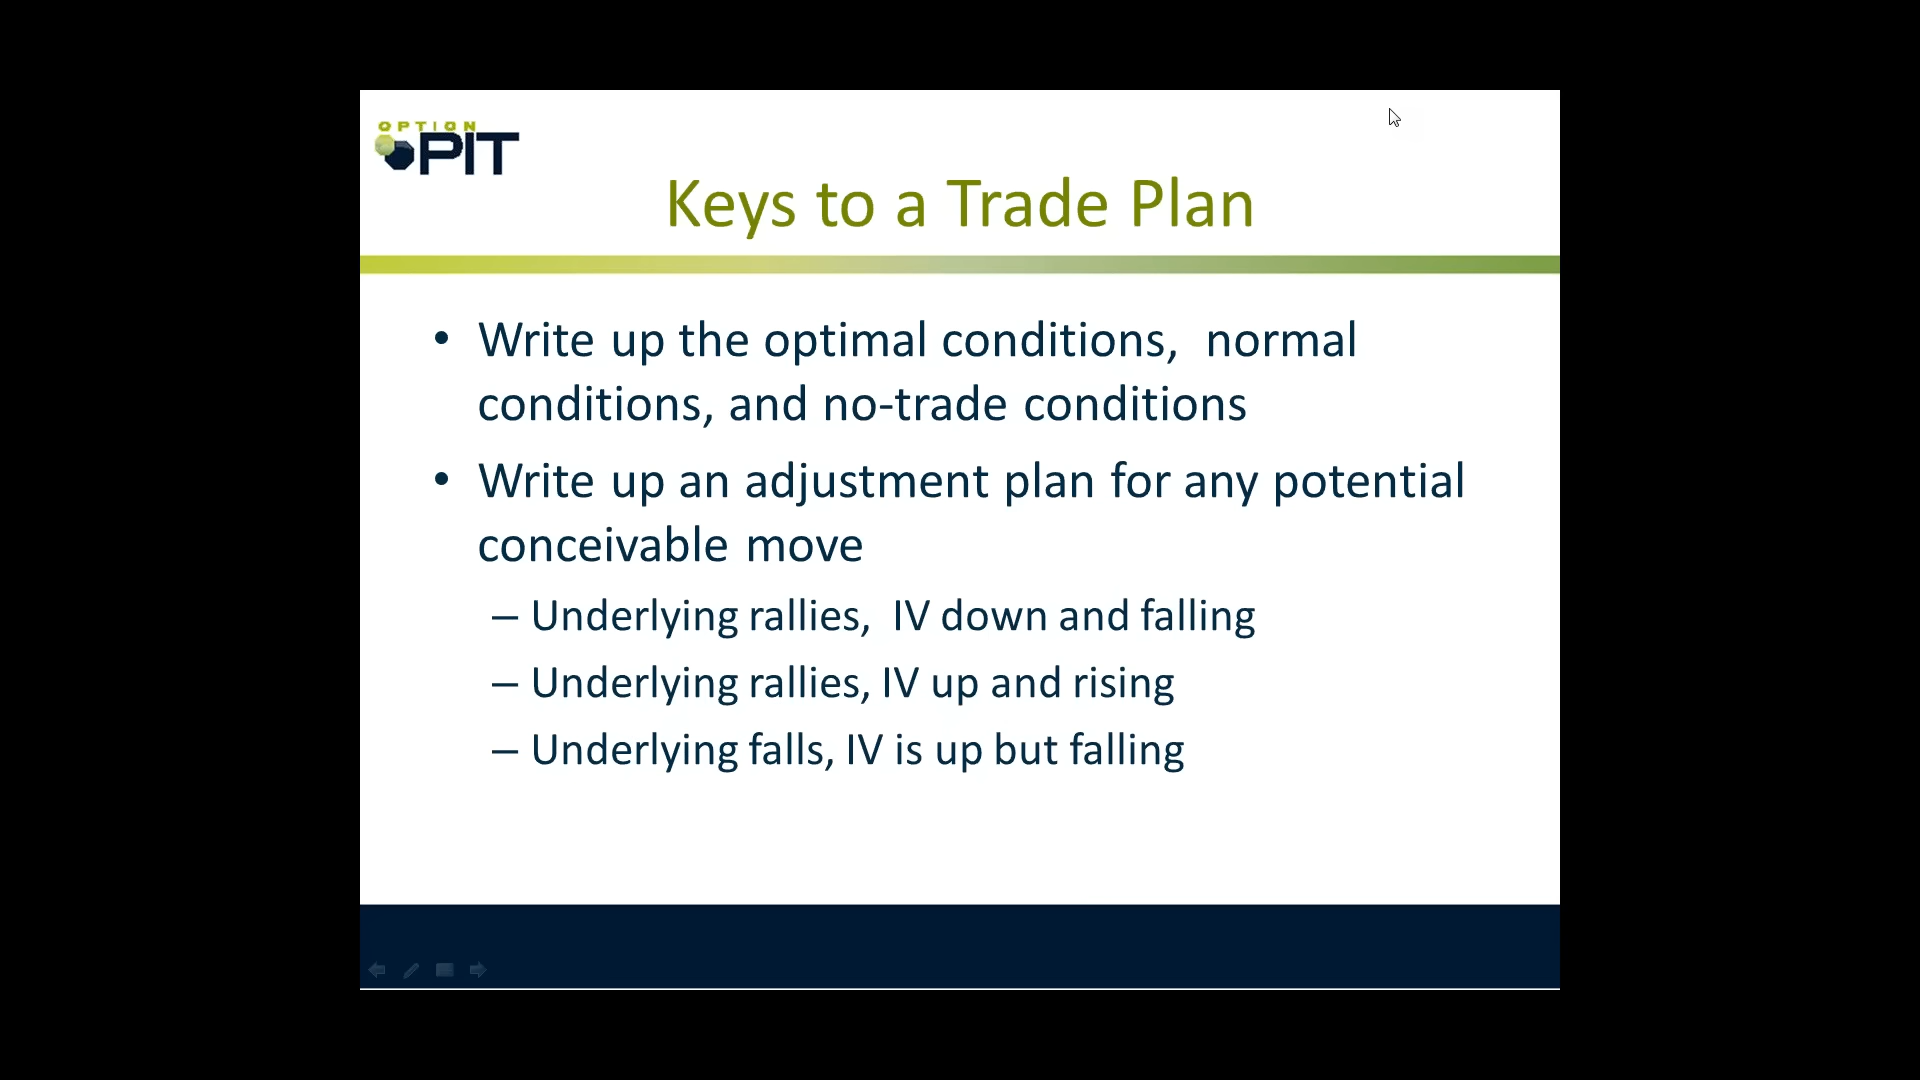 OPTION
PIT
Keys to a Trade Plan
• Write up the optimal conditions,  normal
conditions, and no-trade conditions
• Write up an adjustment plan for any potential
conceivable move
– Underlying rallies,  IV down and falling
– Underlying rallies, IV up and rising
– Underlying falls, IV is up but falling